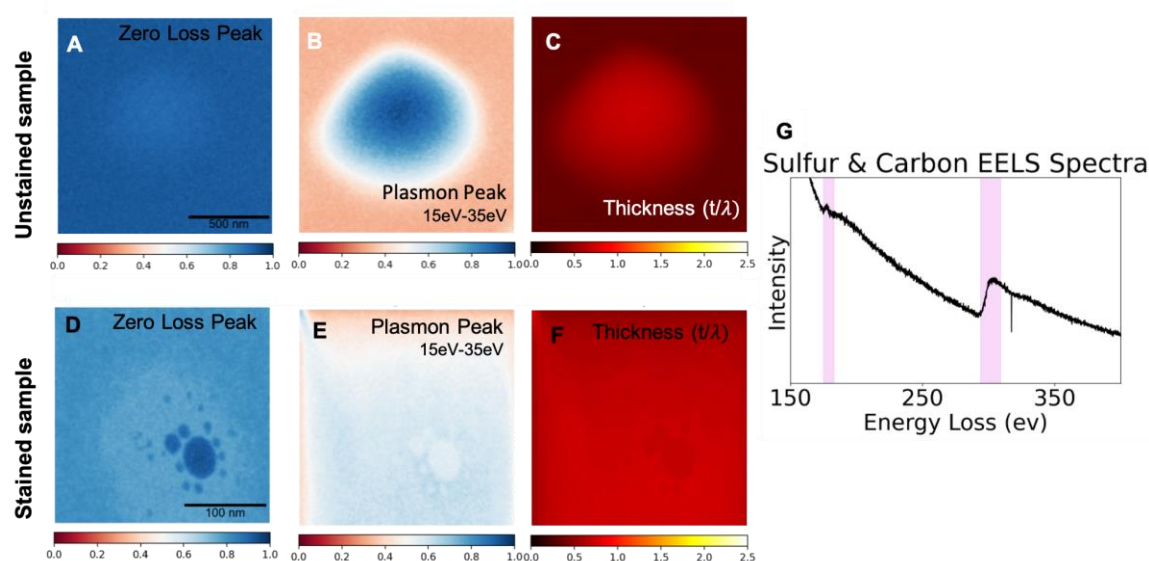 Unstained sample
A
Zero Loss Peak
500 nm
0.0 0.2 0.4 0.6 0.8 1.0
B
Plasmon Peak
15eV-35eV
0.0 0.2 0.4 0.6 0.8 1.0
C
Thickness (t/λ)
0.0 0.5 1.0 1.5 2.0 2.5
Stained sample
D
Zero Loss Peak
100 nm
0.0 0.2 0.4 0.6 0.8 1.0
E
Plasmon Peak
15eV-35eV
0.0 0.2 0.4 0.6 0.8 1.0
F
Thickness (t/λ)
0.0 0.5 1.0 1.5 2.0 2.5
G
Sulfur & Carbon EELS Spectra
Intensity
150 250 350
Energy Loss (ev)